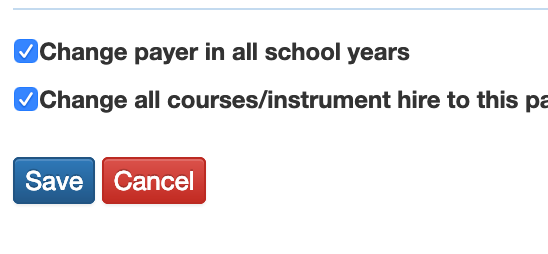 Change payer in all school years
Change all courses/instrument hire to this
Save Cancel